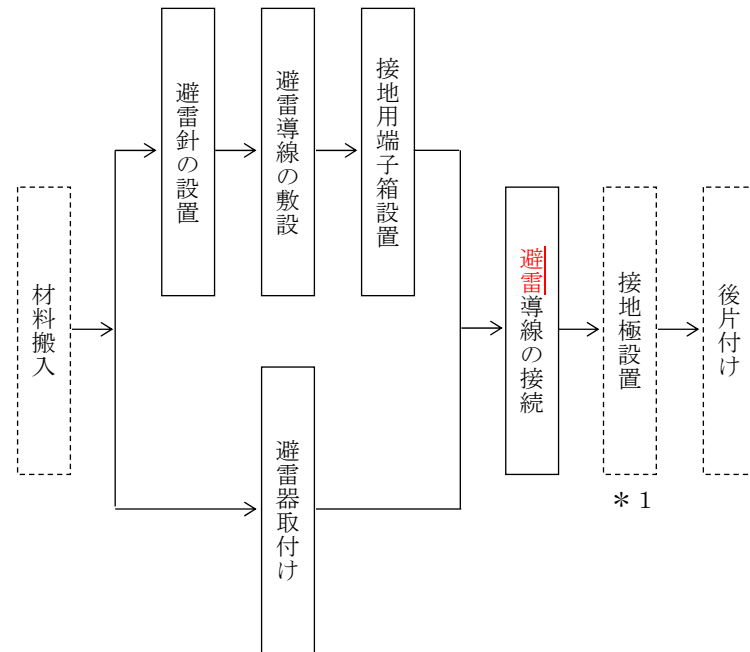 材料搬入
避雷針の設置
避雷導線の敷設
接地用端子箱設置
避雷器取付け
避雷導線の接続
接地極設置
＊１
後片付け